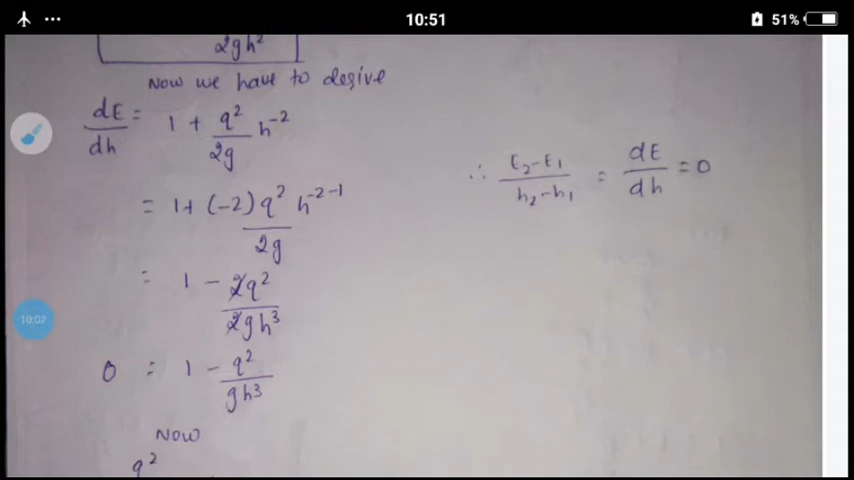 10:51
51%
2gh²
Now we have to desive
dE/dh = 1 + q²/2g h⁻²
∴ E₂-E₁/h₂-h₁ = dE/dh = 0
= 1 + (-2) q²/2g h⁻²⁻¹
= 1 - 2q²/2gh³
10:02
0 = 1 - q²/gh³
Now
q²